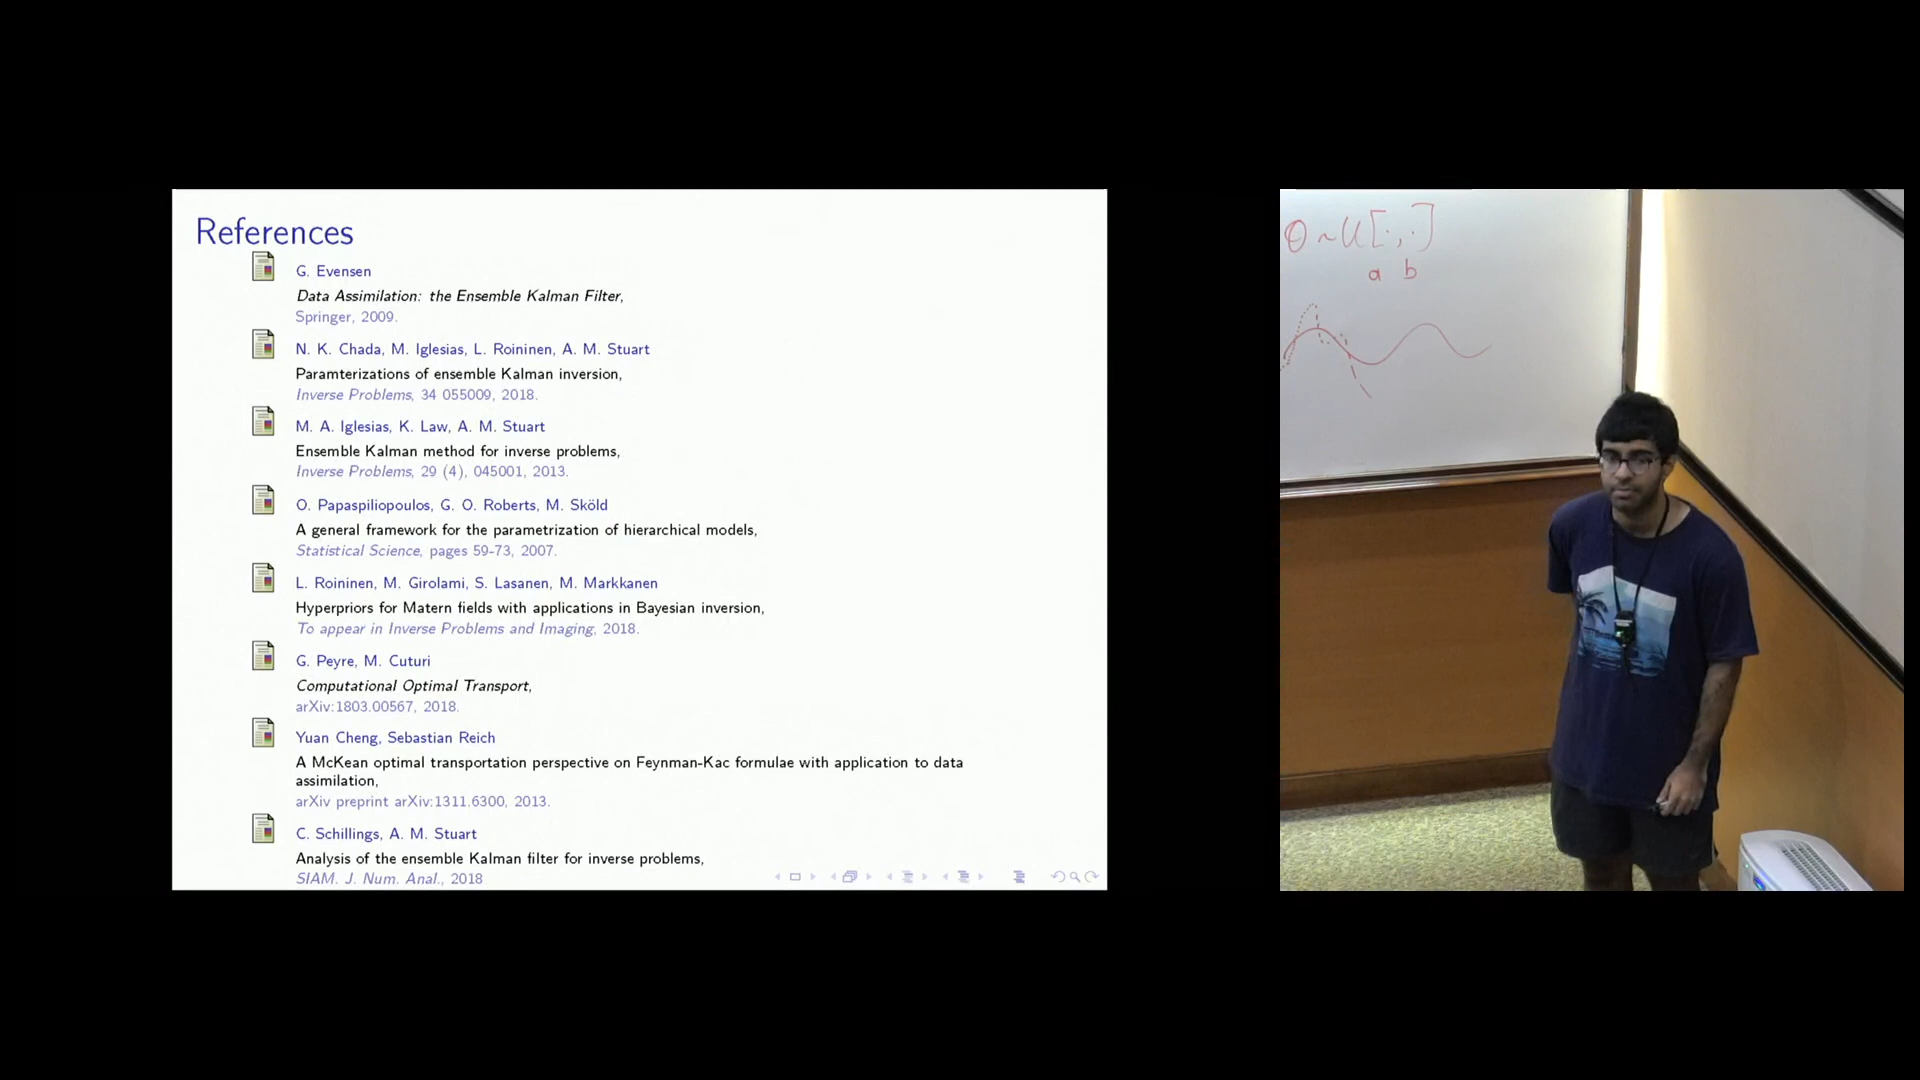 References
G. Evensen
Data Assimilation: the Ensemble Kalman Filter,
Springer, 2009.
N. K. Chada, M. Iglesias, L. Roininen, A. M. Stuart
Paramterizations of ensemble Kalman inversion,
Inverse Problems, 34 055009, 2018.
M. A. Iglesias, K. Law, A. M. Stuart
Ensemble Kalman method for inverse problems,
Inverse Problems, 29 (4), 045001, 2013.
O. Papaspiliopoulos, G. O. Roberts, M. Sköld
A general framework for the parametrization of hierarchical models,
Statistical Science, pages 59-73, 2007.
L. Roininen, M. Girolami, S. Lasanen, M. Markkanen
Hyperpriors for Matern fields with applications in Bayesian inversion,
To appear in Inverse Problems and Imaging, 2018.
G. Peyre, M. Cuturi
Computational Optimal Transport,
arXiv:1803.00567, 2018.
Yuan Cheng, Sebastian Reich
A McKean optimal transportation perspective on Feynman-Kac formulae with application to data
assimilation,
arXiv preprint arXiv:1311.6300, 2013.
C. Schillings, A. M. Stuart
Analysis of the ensemble Kalman filter for inverse problems,
SIAM. J. Num. Anal., 2018
θ ~ U[·,·]
a b